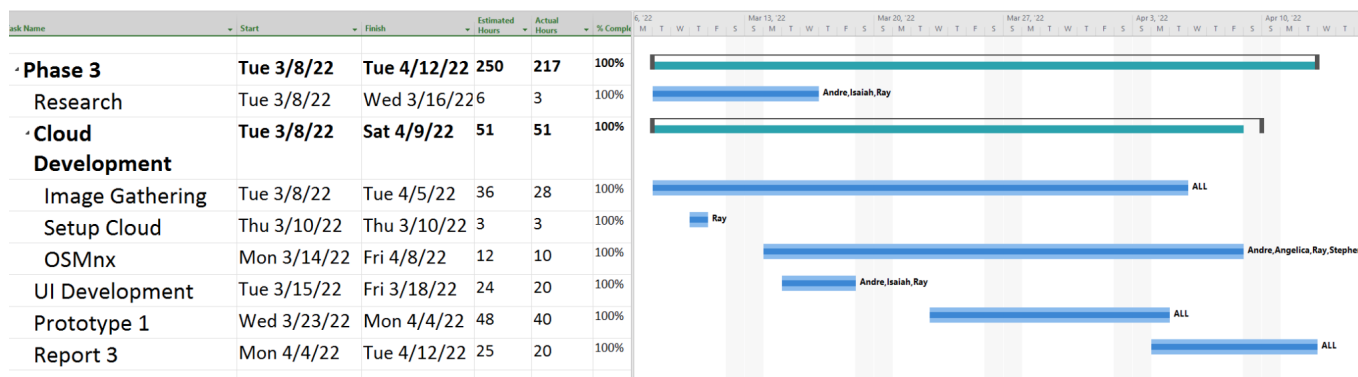 ask Name Start Finish Estimated Hours Actual Hours % Comple
6, '22 Mar 13, '22 Mar 20, '22 Mar 27, '22 Apr 3, '22 Apr 10, '22
M T W T F S S M T W T F S S M T W T F S S M T W T F S S M T W T F S S M T W T
Phase 3 Tue 3/8/22 Tue 4/12/22 250 217 100%
Research Tue 3/8/22 Wed 3/16/22 6 3 100% Andre,Isaiah,Ray
Cloud Development Tue 3/8/22 Sat 4/9/22 51 51 100%
Image Gathering Tue 3/8/22 Tue 4/5/22 36 28 100% ALL
Setup Cloud Thu 3/10/22 Thu 3/10/22 3 3 100% Ray
OSMnx Mon 3/14/22 Fri 4/8/22 12 10 100% Andre,Angelica,Ray,Stephe
UI Development Tue 3/15/22 Fri 3/18/22 24 20 100% Andre,Isaiah,Ray
Prototype 1 Wed 3/23/22 Mon 4/4/22 48 40 100% ALL
Report 3 Mon 4/4/22 Tue 4/12/22 25 20 100% ALL